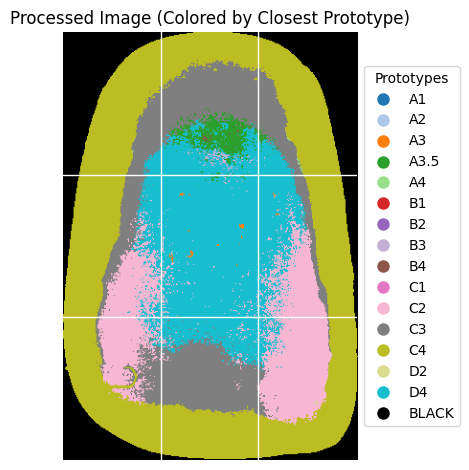 Processed Image (Colored by Closest Prototype)
Prototypes
A1
A2
A3
A3.5
A4
B1
B2
B3
B4
C1
C2
C3
C4
D2
D4
BLACK